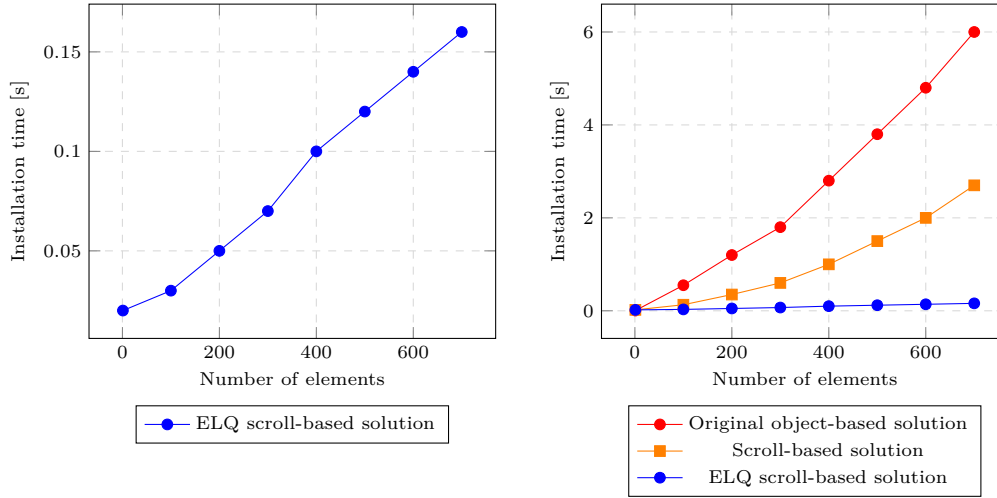 0.15
0.1
0.05
Installation time [s]
0
200
400
600
Number of elements
ELQ scroll-based solution
6
4
2
0
Installation time [s]
0
200
400
600
Number of elements
Original object-based solution
Scroll-based solution
ELQ scroll-based solution